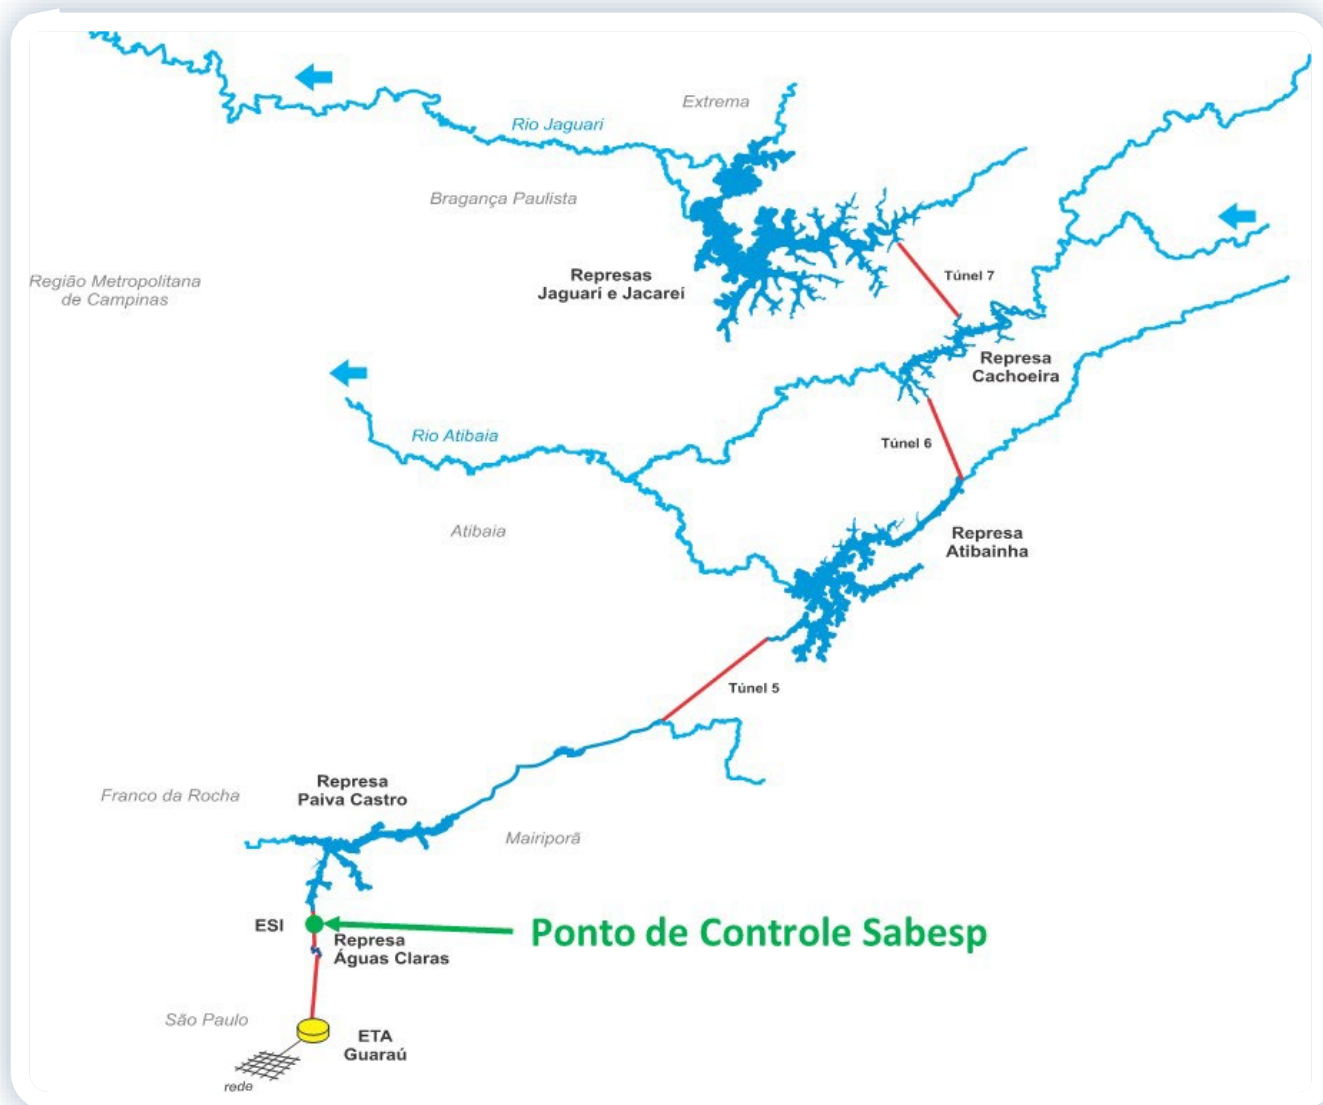 Extrema
Rio Jaguari
Bragança Paulista
Região Metropolitana
de Campinas
Represas
Jaguari e Jacareí
Túnel 7
Represa
Cachoeira
Rio Atibaia
Túnel 6
Atibaia
Represa
Atibainha
Túnel 5
Represa
Paiva Castro
Franco da Rocha
Mairiporã
ESI
Ponto de Controle Sabesp
Represa
Águas Claras
São Paulo
ETA
Guaraú
rede